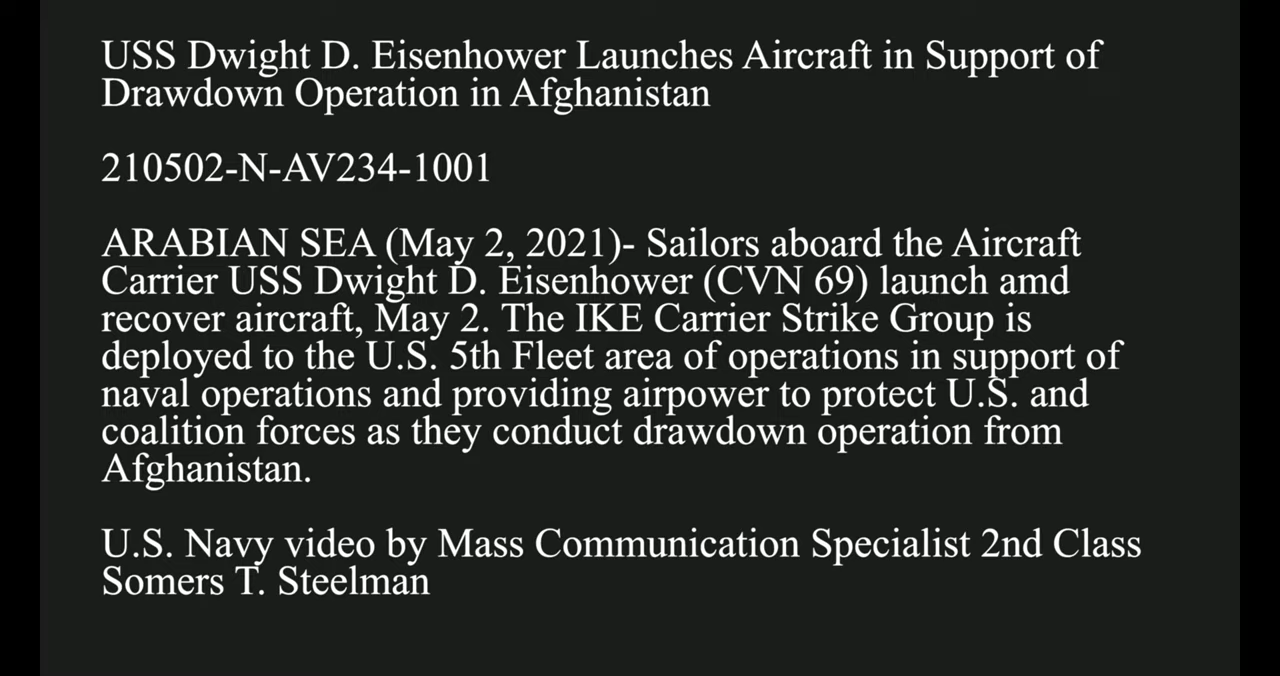 USS Dwight D. Eisenhower Launches Aircraft in Support of
Drawdown Operation in Afghanistan
210502-N-AV234-1001
ARABIAN SEA (May 2, 2021)- Sailors aboard the Aircraft
Carrier USS Dwight D. Eisenhower (CVN 69) launch amd
recover aircraft, May 2. The IKE Carrier Strike Group is
deployed to the U.S. 5th Fleet area of operations in support of
naval operations and providing airpower to protect U.S. and
coalition forces as they conduct drawdown operation from
Afghanistan.
U.S. Navy video by Mass Communication Specialist 2nd Class
Somers T. Steelman